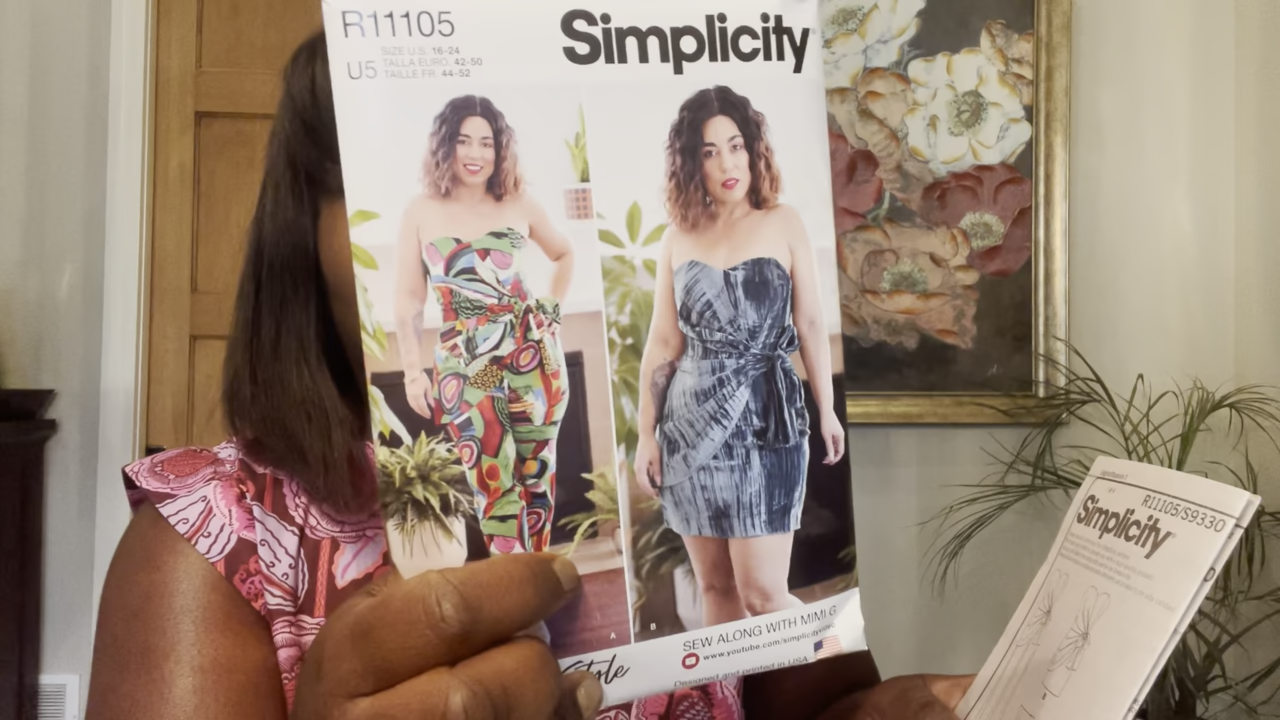 R11105
Simplicity
U5
SIZE U.S. 16-24
TALLA EURO. 42-50
TAILLE FR. 44-52
A B
SEW ALONG WITH MIMI G
www.youtube.com/simplicity
Style
Designed and printed in USA
R11105/S9330
Simplicity